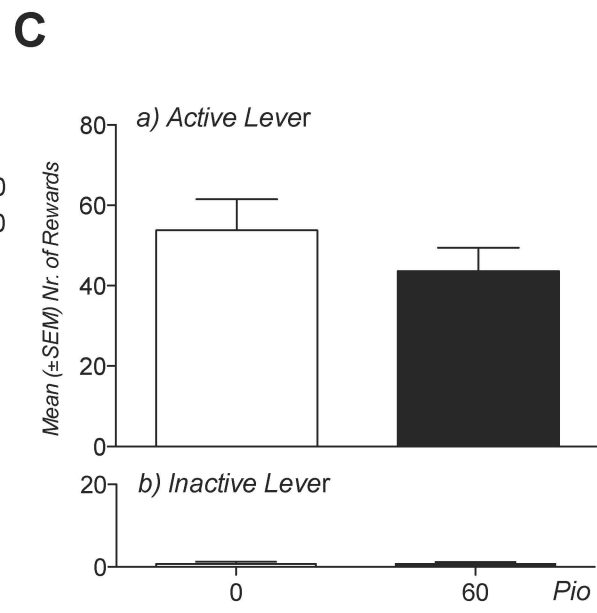 C
a) Active Lever
80
60
40
20
0
Mean (±SEM) Nr. of Rewards
b) Inactive Lever
20
0
0 60 Pio